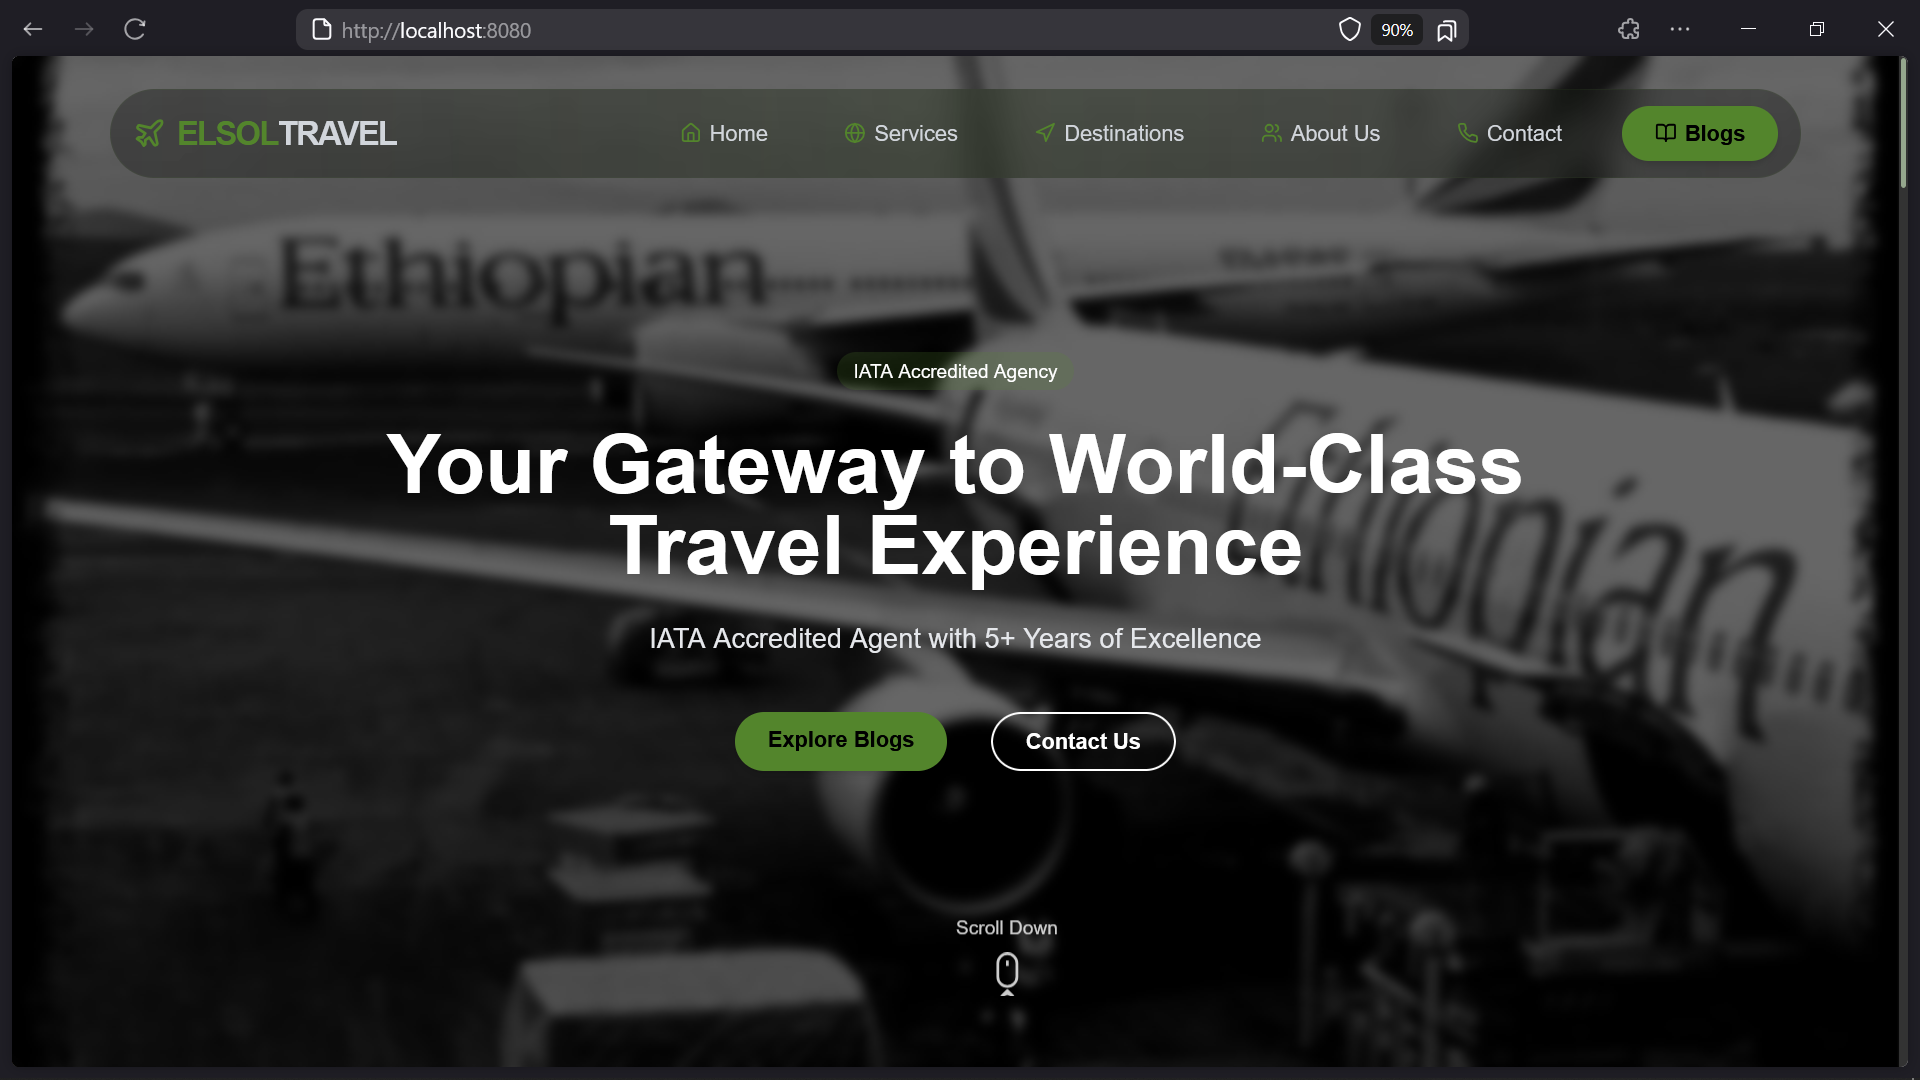 http://localhost:8080
90%
ELSOLTRAVEL
Home
Services
Destinations
About Us
Contact
Blogs
Ethiopian
IATA Accredited Agency
Your Gateway to World-Class
Travel Experience
Ethiopian
IATA Accredited Agent with 5+ Years of Excellence
Explore Blogs
Contact Us
Scroll Down